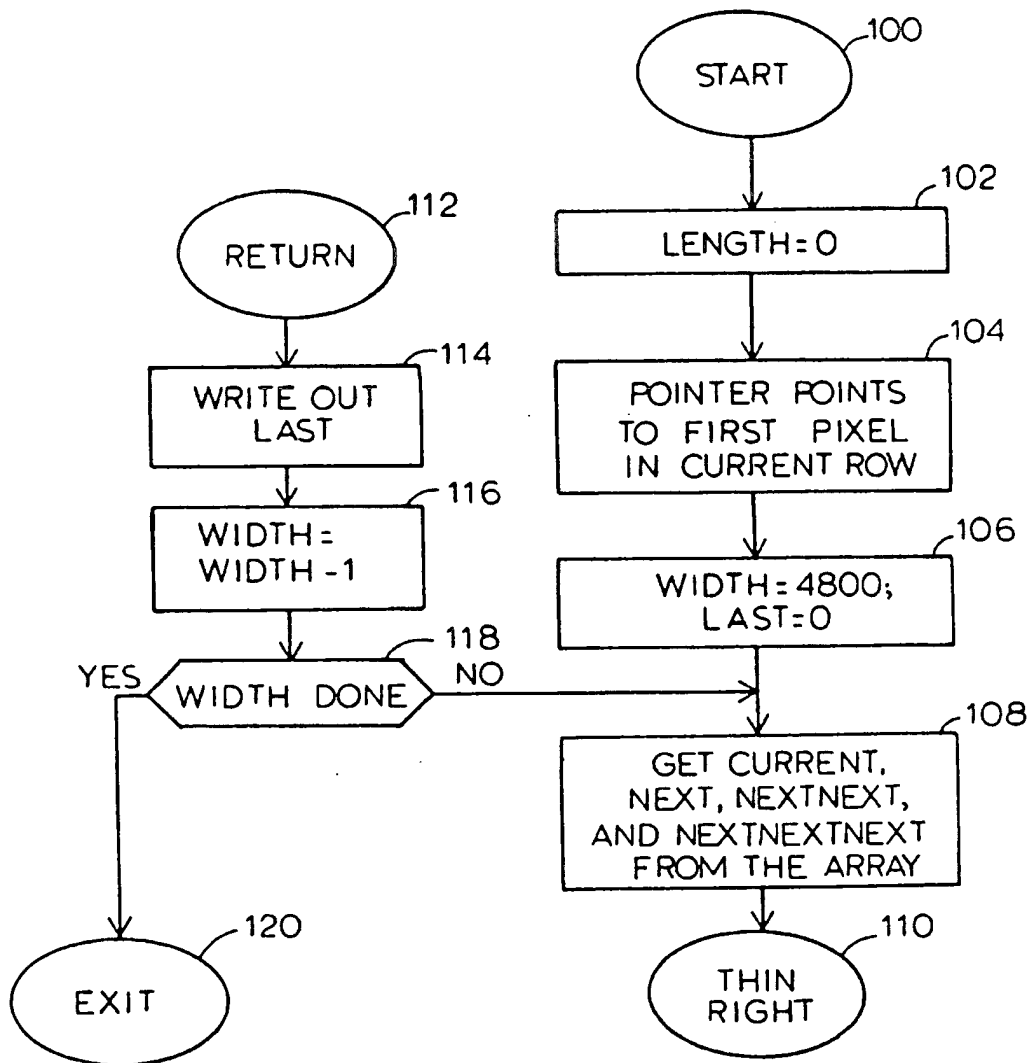 100
START
102
LENGTH=0
104
POINTER POINTS
TO FIRST PIXEL
IN CURRENT ROW
106
WIDTH=4800;
LAST=0
108
GET CURRENT,
NEXT, NEXTNEXT,
AND NEXTNEXTNEXT
FROM THE ARRAY
110
THIN
RIGHT
112
RETURN
114
WRITE OUT
LAST
116
WIDTH=
WIDTH-1
118
YES
WIDTH DONE
NO
120
EXIT